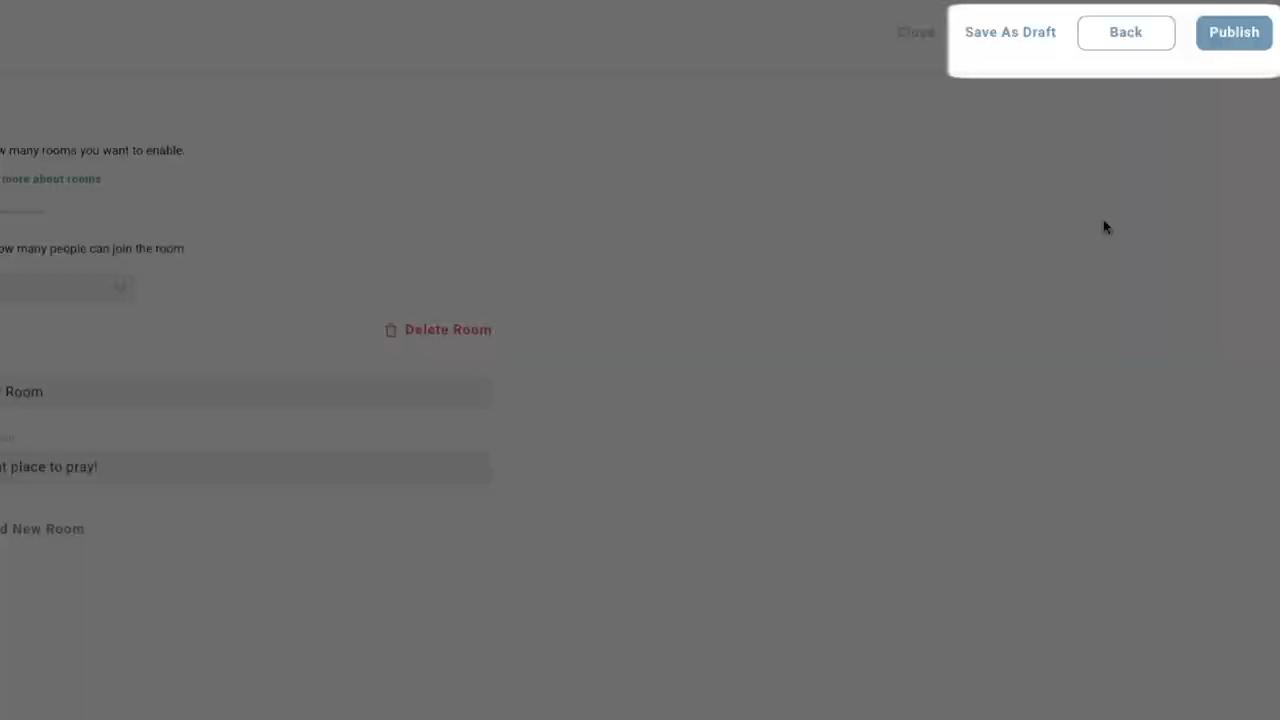 Close Save As Draft Back Publish
many rooms you want to enable.
more about rooms
many people can join the room
Delete Room
Room
place to pray!
New Room